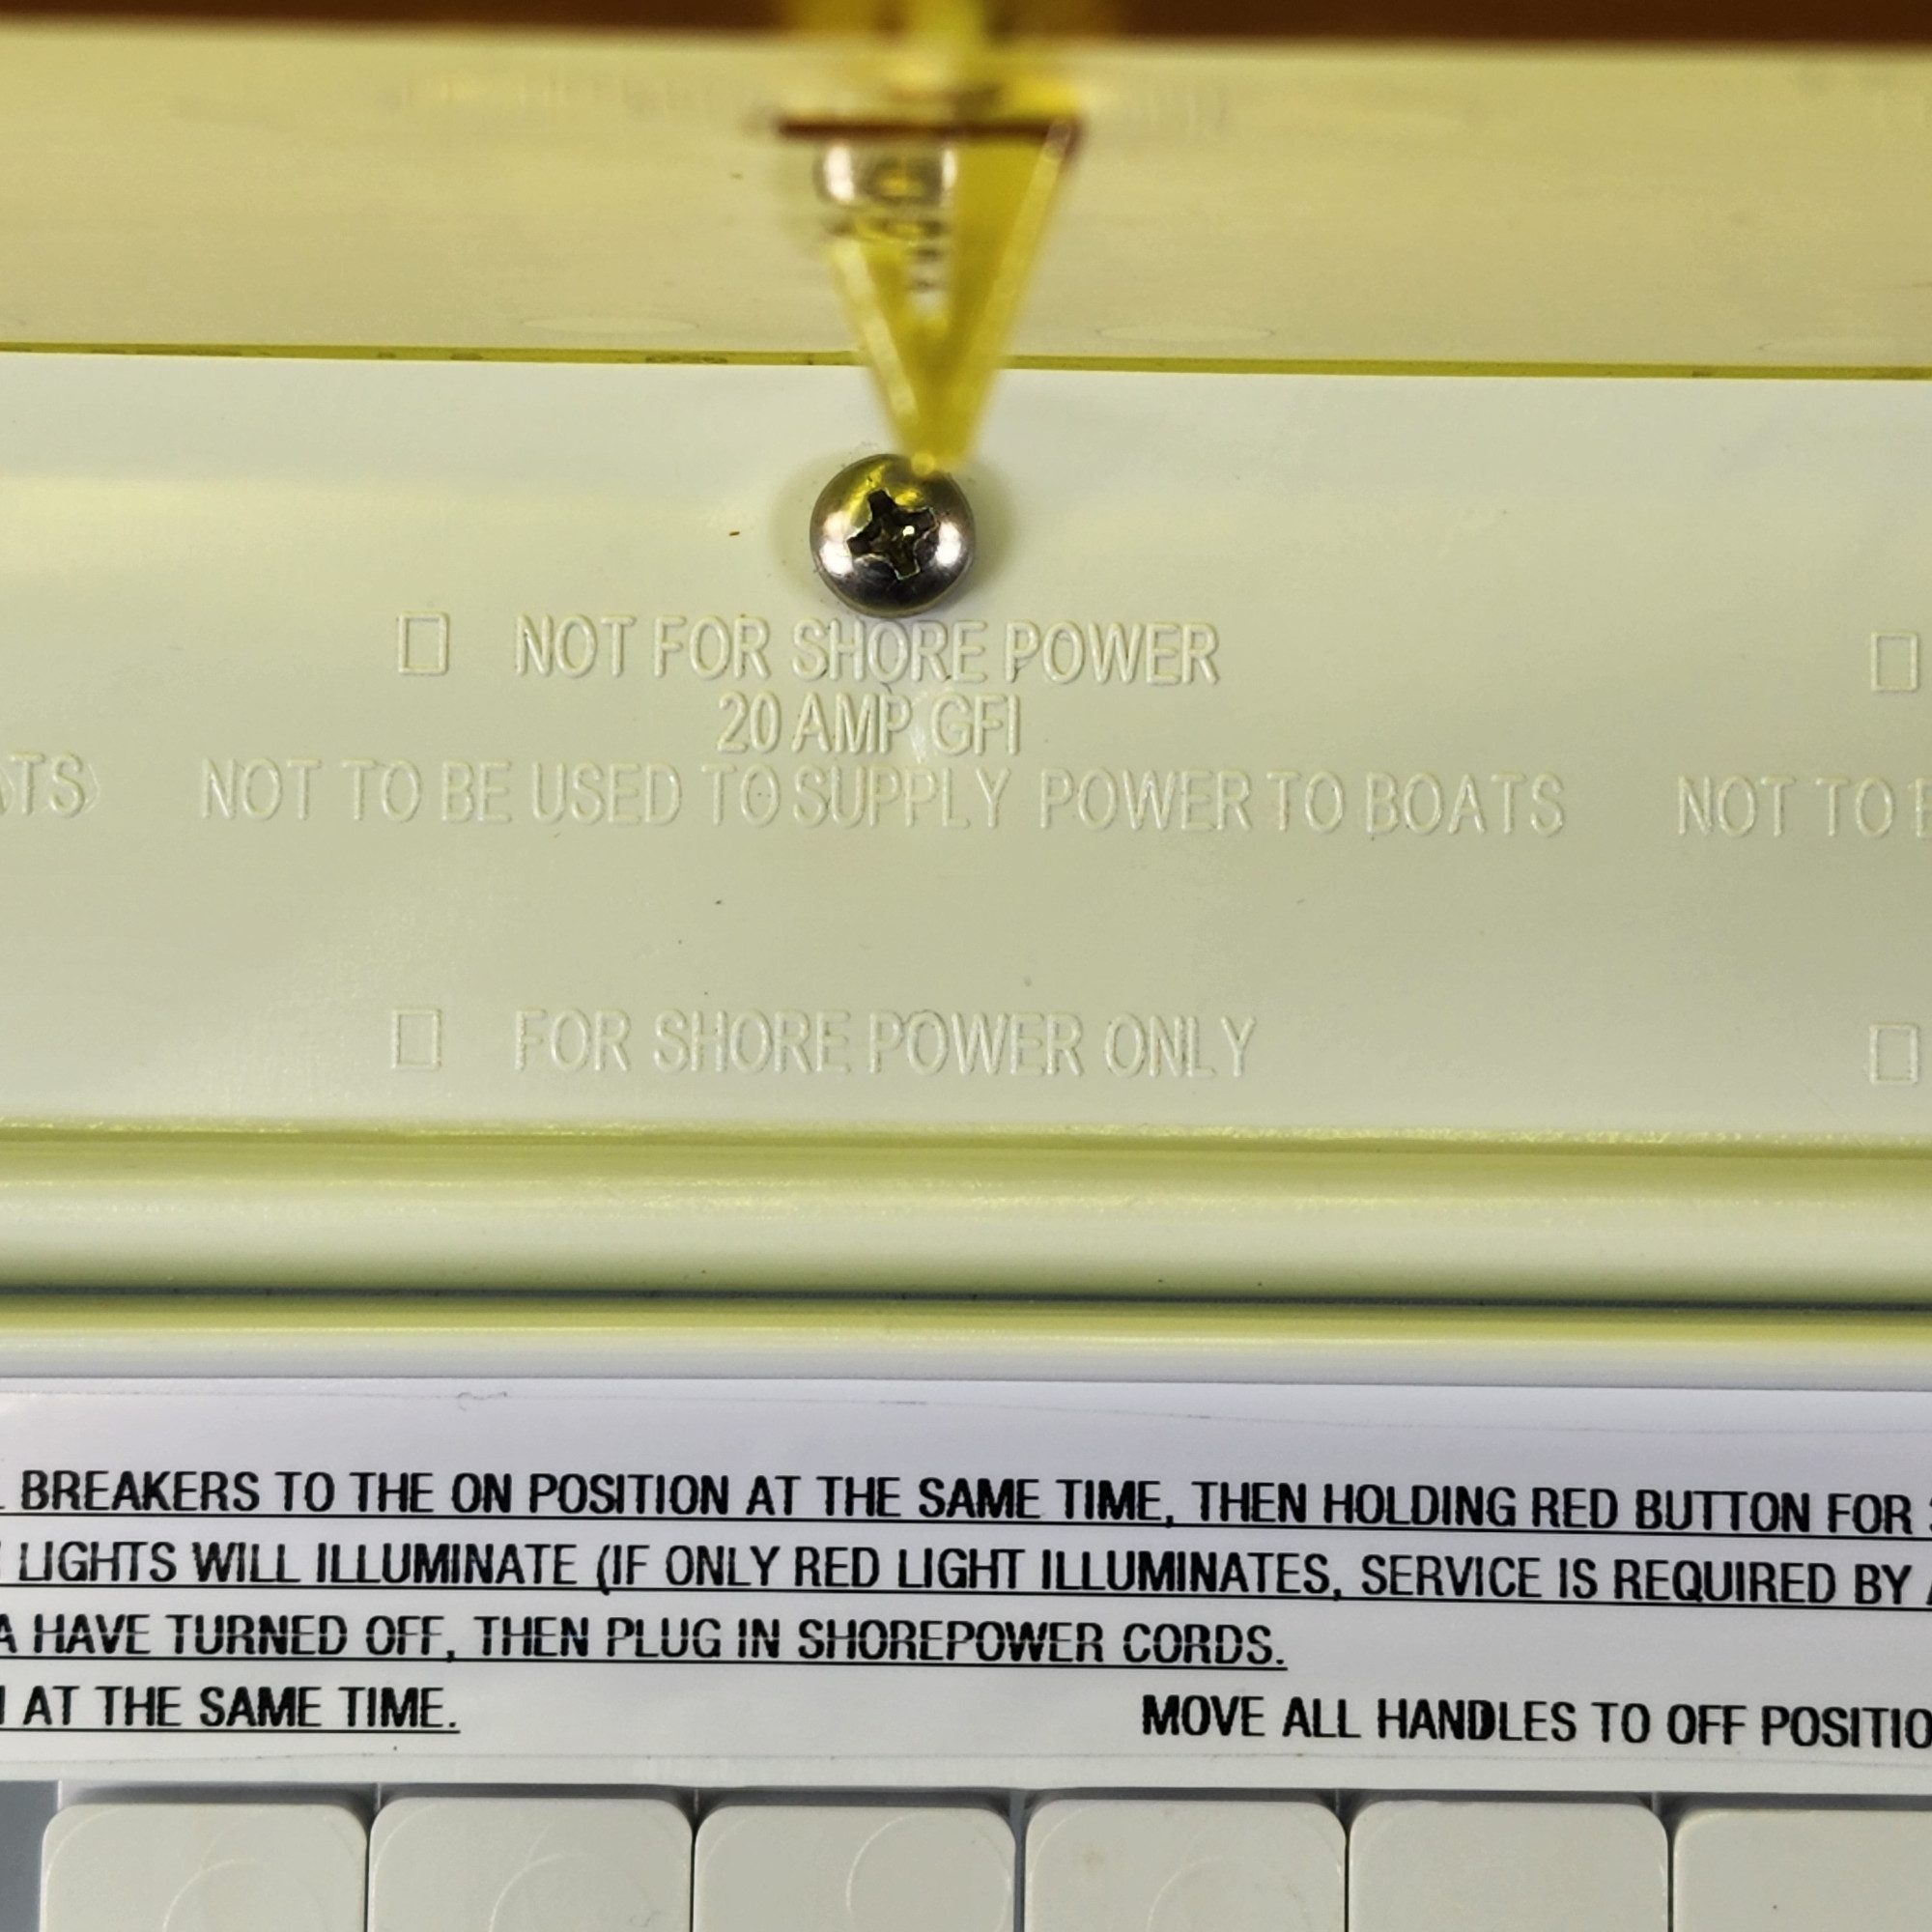 NOT FOR SHORE POWER
20 AMP GFI
NOT TO BE USED TO SUPPLY POWER TO BOATS
NOT TO
FOR SHORE POWER ONLY
BREAKERS TO THE ON POSITION AT THE SAME TIME, THEN HOLDING RED BUTTON FOR
LIGHTS WILL ILLUMINATE (IF ONLY RED LIGHT ILLUMINATES, SERVICE IS REQUIRED BY
A HAVE TURNED OFF, THEN PLUG IN SHOREPOWER CORDS.
AT THE SAME TIME. MOVE ALL HANDLES TO OFF POSITIO